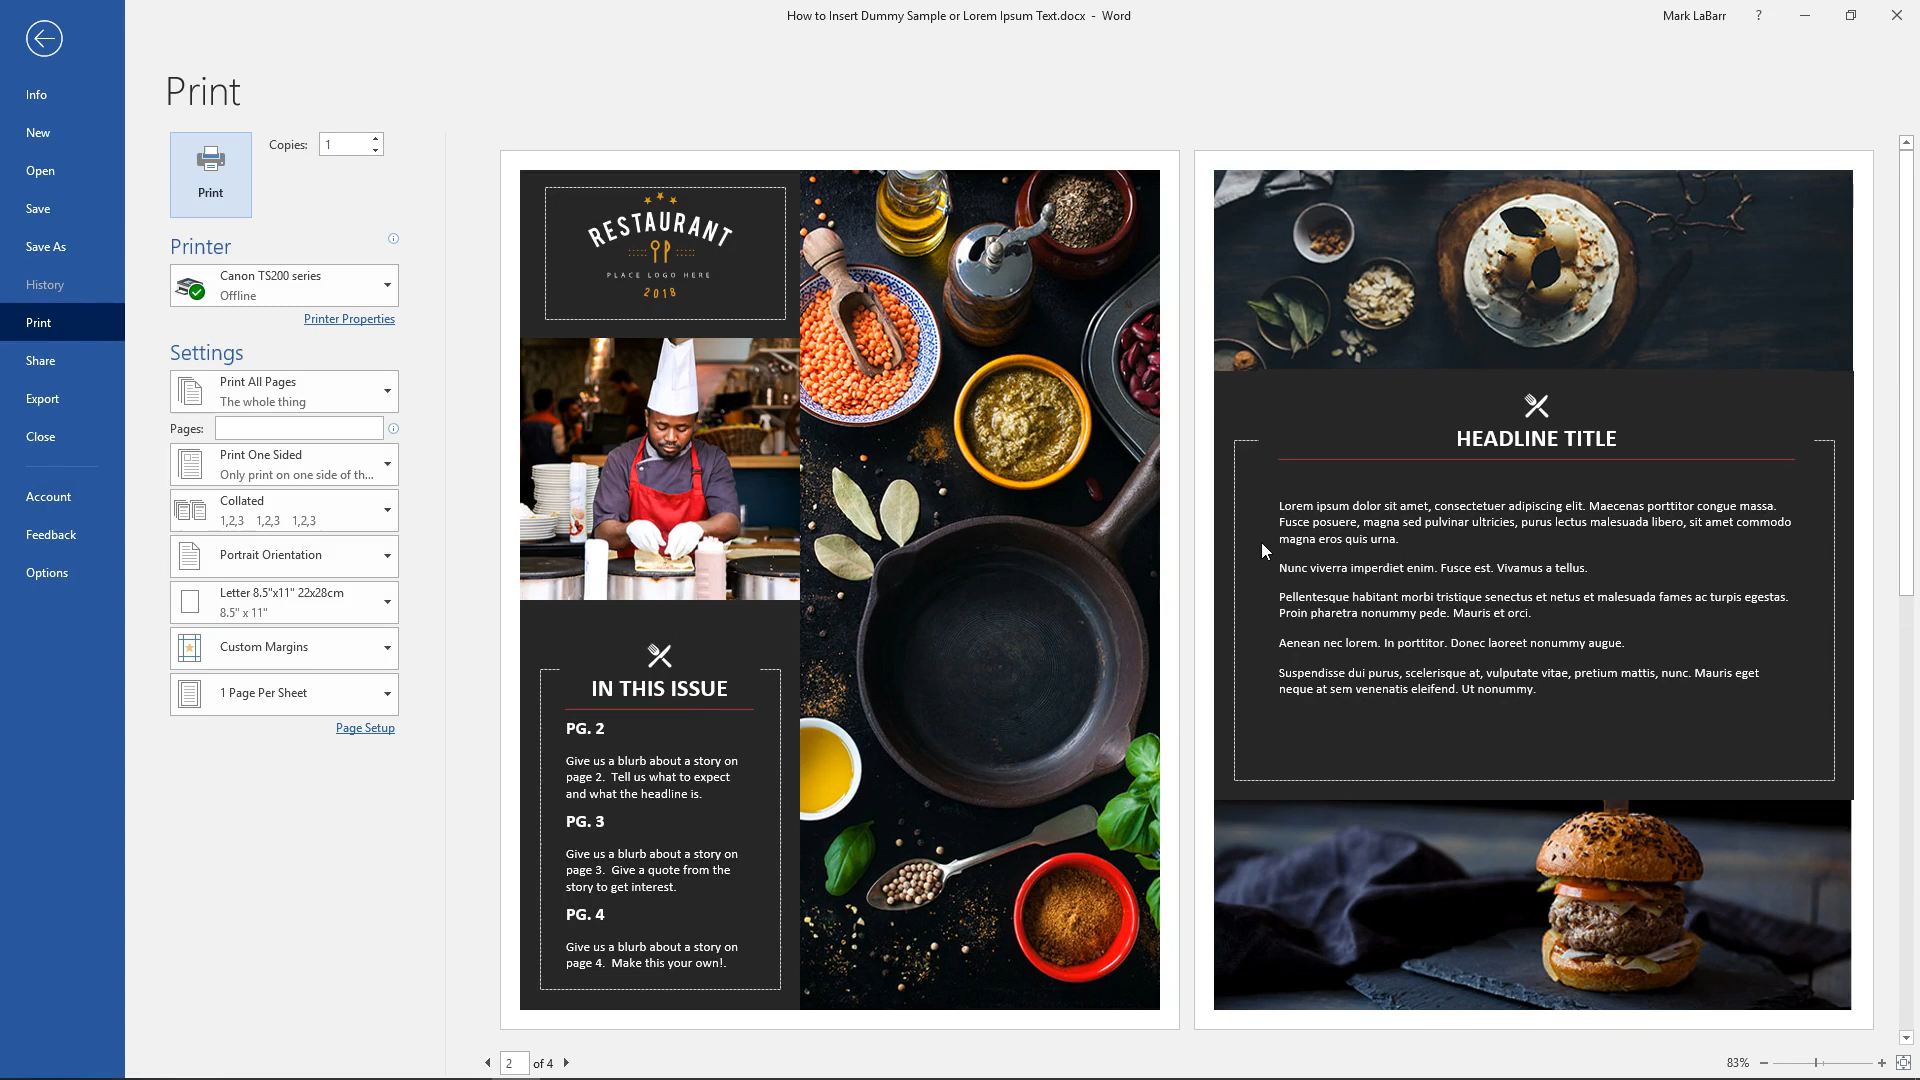 How to Insert Dummy Sample or Lorem Ipsum Text.docx - Word
Mark LaBarr
?
Info
New
Open
Save
Save As
History
Print
Share
Export
Close
Account
Feedback
Options
Print
Print
Copies: 1
Printer
Canon TS200 series
Offline
Printer Properties
Settings
Print All Pages
The whole thing
Pages:
Print One Sided
Only print on one side of th...
Collated
1,2,3 1,2,3 1,2,3
Portrait Orientation
Letter 8.5"x11" 22x28cm
8.5" x 11"
Custom Margins
1 Page Per Sheet
Page Setup
RESTAURANT
PLACE LOGO HERE
2018
IN THIS ISSUE
PG. 2
Give us a blurb about a story on
page 2. Tell us what to expect
and what the headline is.
PG. 3
Give us a blurb about a story on
page 3. Give a quote from the
story to get interest.
PG. 4
Give us a blurb about a story on
page 4. Make this your own!.
HEADLINE TITLE
Lorem ipsum dolor sit amet, consectetuer adipiscing elit. Maecenas porttitor congue massa.
Fusce posuere, magna sed pulvinar ultricies, purus lectus malesuada libero, sit amet commodo
magna eros quis urna.
Nunc viverra imperdiet enim. Fusce est. Vivamus a tellus.
Pellentesque habitant morbi tristique senectus et netus et malesuada fames ac turpis egestas.
Proin pharetra nonummy pede. Mauris et orci.
Aenean nec lorem. In porttitor. Donec laoreet nonummy augue.
Suspendisse dui purus, scelerisque at, vulputate vitae, pretium mattis, nunc. Mauris eget
neque at sem venenatis eleifend. Ut nonummy.
2 of 4
83%